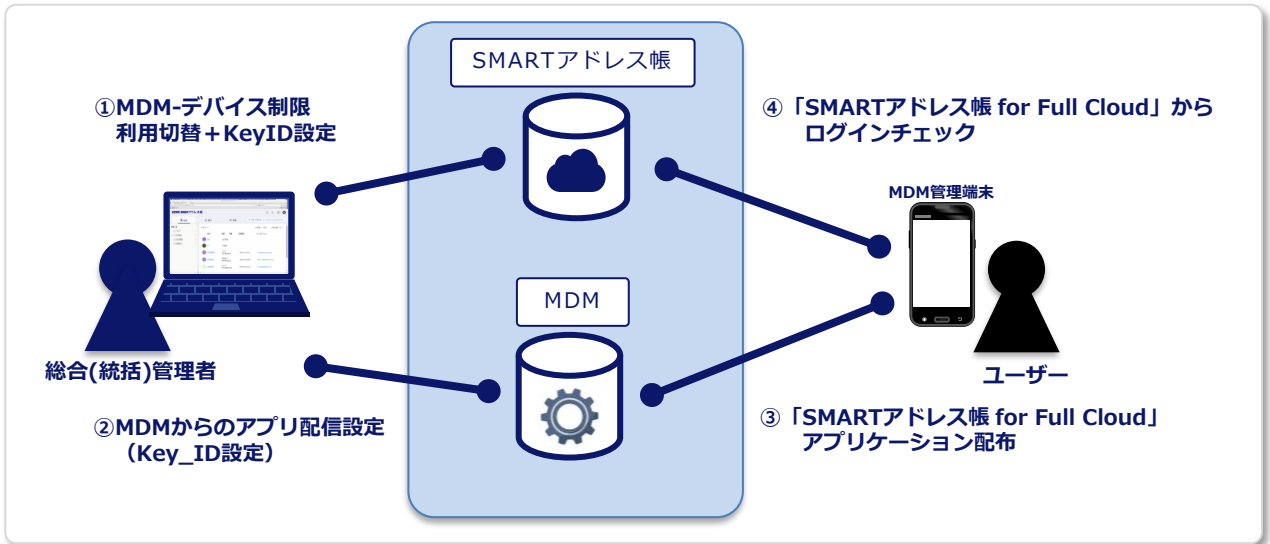 SMARTアドレス帳
①MDM-デバイス制限
利用切替+KeyID設定
④「SMARTアドレス帳 for Full Cloud」から
ログインチェック
MDM管理端末
MDM
総合(統括)管理者
ユーザー
②MDMからのアプリ配信設定
(Key_ID設定)
③「SMARTアドレス帳 for Full Cloud」
アプリケーション配布